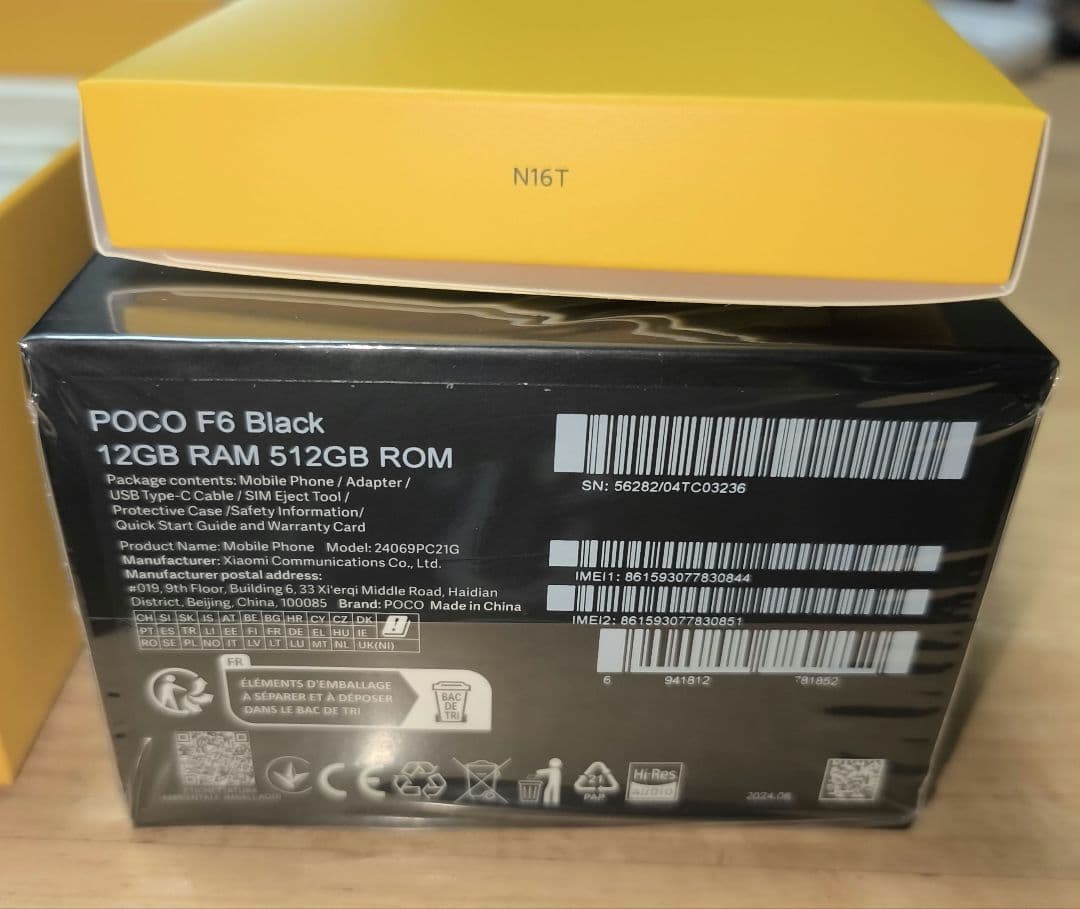 N16T
POCO F6 Black
12GB RAM 512GB ROM
Package contents: Mobile Phone / Adapter /
USB Type-C Cable / SIM Eject Tool /
Protective Case /Safety Information/
Quick Start Guide and Warranty Card
Product Name: Mobile Phone Model: 24069PC21G
Manufacturer: Xiaomi Communications Co., Ltd.
Manufacturer postal address:
#019, 9th Floor, Building 6, 33 Xi'erqi Middle Road, Haidian
District, Beijing, China, 100085 Brand: POCO Made in China
CH SI SK IS AT BE BG HR CY CZ DK
PT ES TR LI EE FI FR DE EL HU IE
RO SE PL NO IT LV LT LU MT NL UK(NI)
FR
ÉLÉMENTS D'EMBALLAGE
À SÉPARER ET À DÉPOSER
DANS LE BAC DE TRI
BAC
DE
TRI
SN: 56282/04TC03236
IMEI1: 861593077830844
IMEI2: 861593077830851
6 941812 781852
ETICHETTATURA
AMBIENTALE IMBALLAGGI
CE
21
PAP
Hi-Res
AUDIO
2024.06